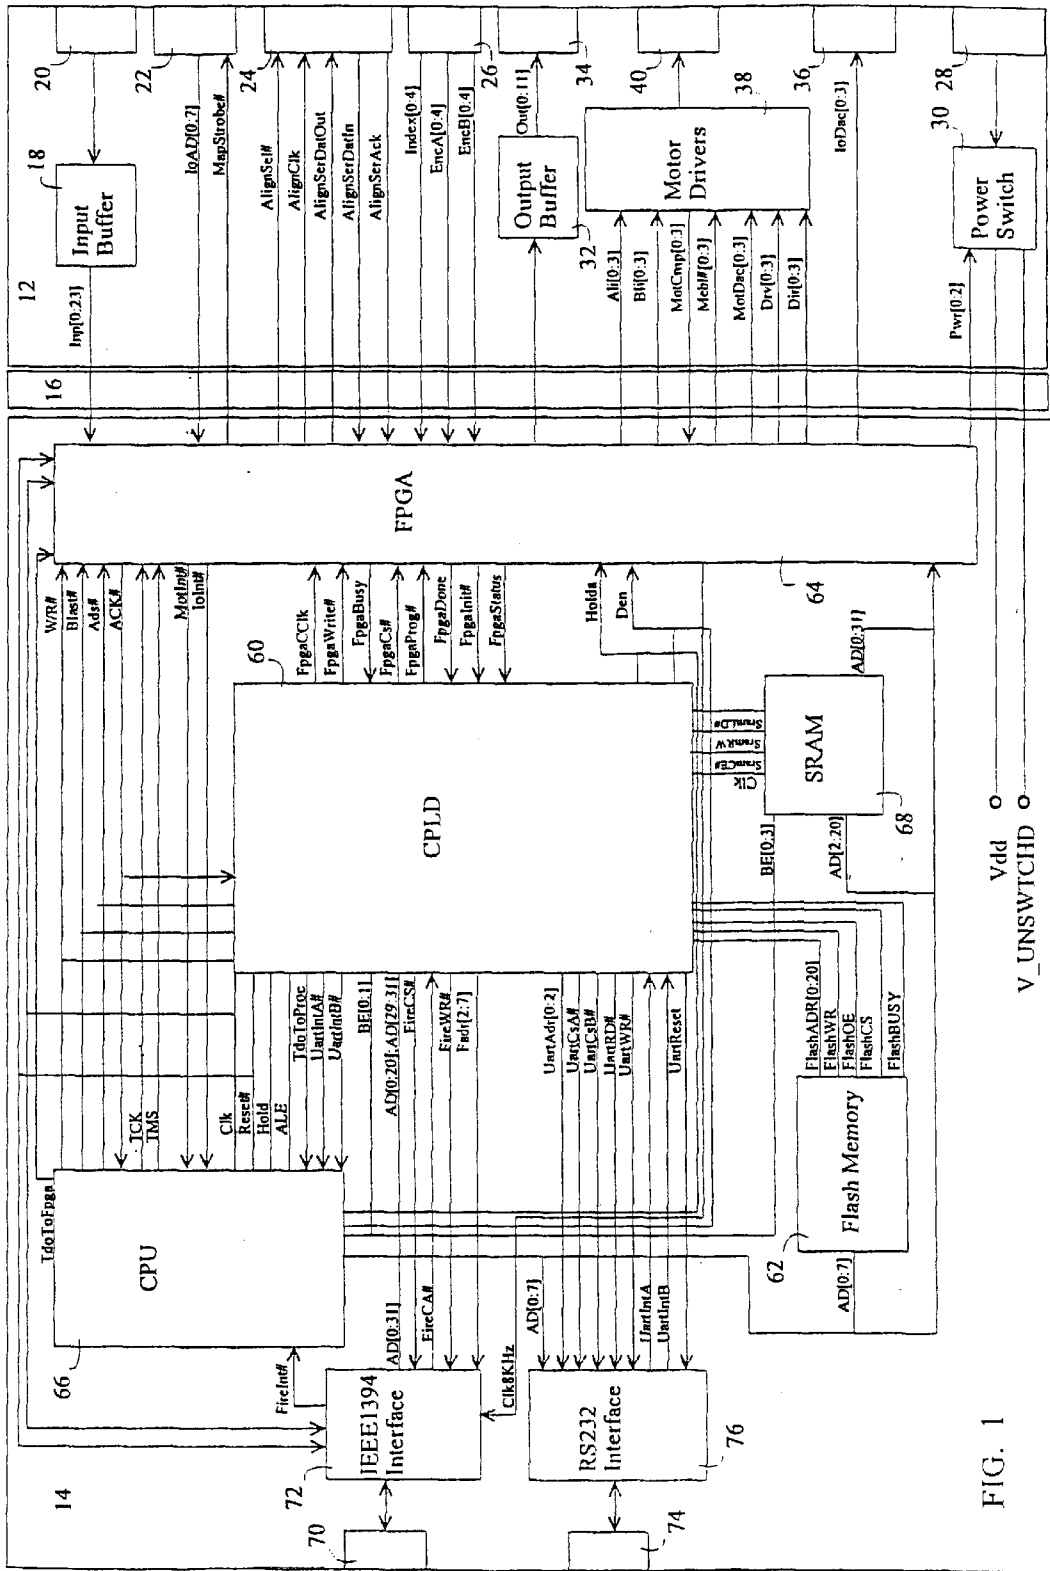 14
70
74
72
IEEE1394
Interface
RS232
Interface
76
66
CPU
FireInt#
TdoToFpga
AD[0:31]
FireCA#
Clk8KHz
AD[0:7]
UartIntA
UartIntB
62
Flash Memory
AD[0:7]
TCK
TMS
Clk
Reset#
Hold
ALE
TdoToProc
UartIntA#
UartIntB#
BE[0:1]
AD[0:20];AD[29:31]
FireCS#
FireWR#
Fadr[2:7]
UartAdr[0:2]
UartCsA#
UartCsB#
UartRD#
UartWR#
UartReset
FlashADR[0:20]
FlashWR
FlashOE
FlashCS
FlashBUSY
CPLD
60
Clk
SramCE#
SramRW
SramLD#
BE[0:3]
AD[2:20]
SRAM
68
AD[0:31]
W/R#
Blast#
Ads#
ACK#
MotInt#
IoInt#
FpgaCClk
FpgaWrite#
FpgaBusy
FpgaCs#
FpgaProg#
FpgaDone
FpgaInit#
FpgaStatus
Holda
Den
FPGA
64
Vdd
V_UNSWTCHD
16
12
Inp[0:23]
Input
Buffer
18
20
IoAD[0:7]
MapStrobe#
22
AlignSel#
AlignClk
AlignSerDatOut
AlignSerDatIn
AlignSerAck
24
Index[0:4]
EncA[0:4]
EncB[0:4]
26
Output
Buffer
32
Out[0:11]
34
AIi[0:3]
BIi[0:3]
MotCmp[0:3]
Mebl#[0:3]
MotDac[0:3]
Drv[0:3]
Dir[0:3]
Motor
Drivers
38
40
IoDac[0:3]
36
Pwr[0:2]
Power
Switch
30
28
FIG. 1